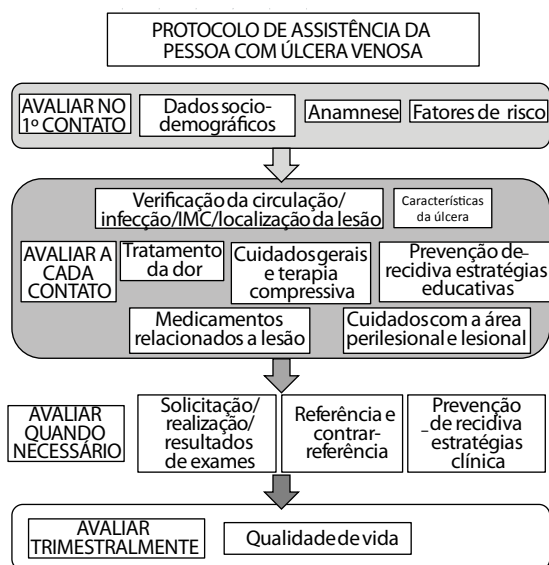 PROTOCOLO DE ASSISTÊNCIA DA
PESSOA COM ÚLCERA VENOSA
AVALIAR NO
1º CONTATO
Dados socio-
demográficos
Anamnese
Fatores de risco
Verificação da circulação/
infecção/IMC/localização da lesão
Características
da úlcera
AVALIAR A
CADA
CONTATO
Tratamento
da dor
Cuidados gerais
e terapia
compressiva
Prevenção de
recidiva estratégias
educativas
Medicamentos
relacionados a lesão
Cuidados com a área
perilesional e lesional
AVALIAR
QUANDO
NECESSÁRIO
Solicitação/
realização/
resultados
de exames
Referência e
contrar-
referência
Prevenção
de recidiva
estratégias
clínica
AVALIAR
TRIMESTRALMENTE
Qualidade de vida